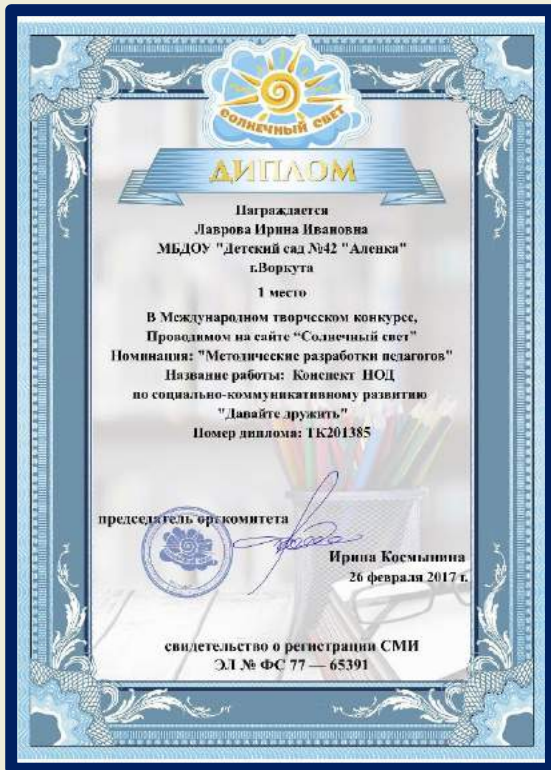 СОЛНЕЧНЫЙ СВЕТ
ДИПЛОМ
Награждается
Лаврова Ирина Ивановна
МБДОУ "Детский сад №42 "Аленка"
г.Воркута
1 место
В Международном творческом конкурсе,
Проводимом на сайте “Солнечный свет”
Номинация: "Методические разработки педагогов"
Название работы: Конспект НОД
по социально-коммуникативному развитию
"Давайте дружить"
Номер диплома: ТК201385
председатель оргкомитета
Ирина Космынина
26 февраля 2017 г.
свидетельство о регистрации СМИ
ЭЛ № ФС 77 — 65391